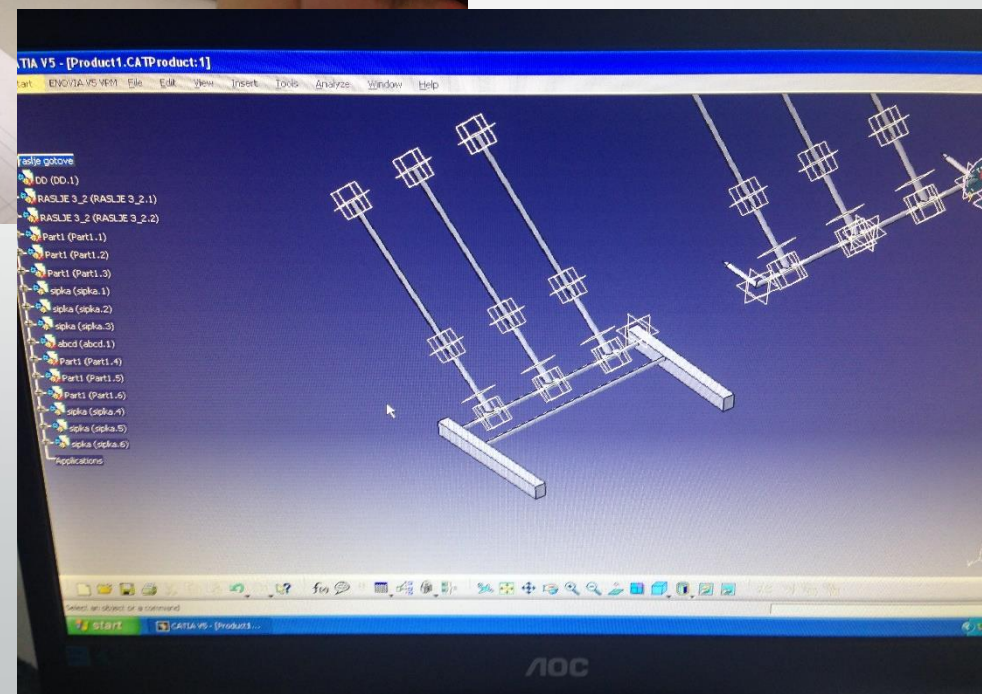 TIA V5 - [Product1.CATProduct:1]
ENOVIA V5 VPM File Edit View Insert Tools Analyze Window Help
raslje gotove
DD (DD.1)
RASLJE 3_2 (RASLJE 3_2.1)
RASLJE 3_2 (RASLJE 3_2.2)
Part1 (Part1.1)
Part1 (Part1.2)
Part1 (Part1.3)
sipka (sipka.1)
sipka (sipka.2)
sipka (sipka.3)
abcd (abcd.1)
Part1 (Part1.4)
Part1 (Part1.5)
Part1 (Part1.6)
sipka (sipka.4)
sipka (sipka.5)
sipka (sipka.6)
Applications
Select an object or a command
start CATIA V5 - [Product1...
AOC